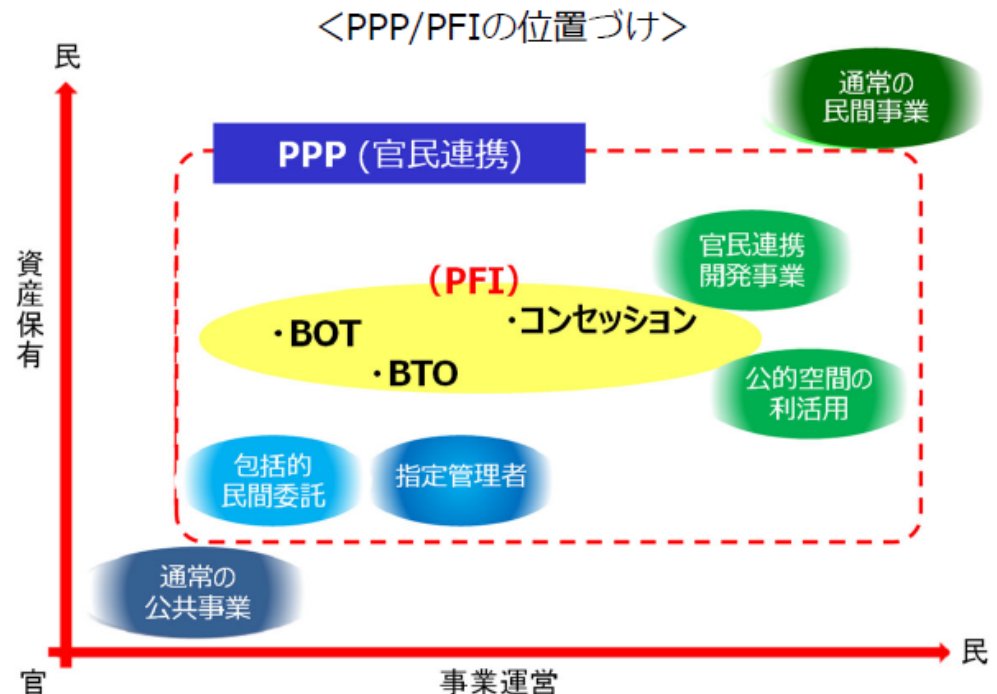 ＜PPP/PFIの位置づけ＞
民
通常の
民間事業
PPP (官民連携)
官民連携
開発事業
資産保有
(PFI)
・コンセッション
・BOT
・BTO
公的空間の
利活用
包括的
民間委託
指定管理者
通常の
公共事業
民
官
事業運営